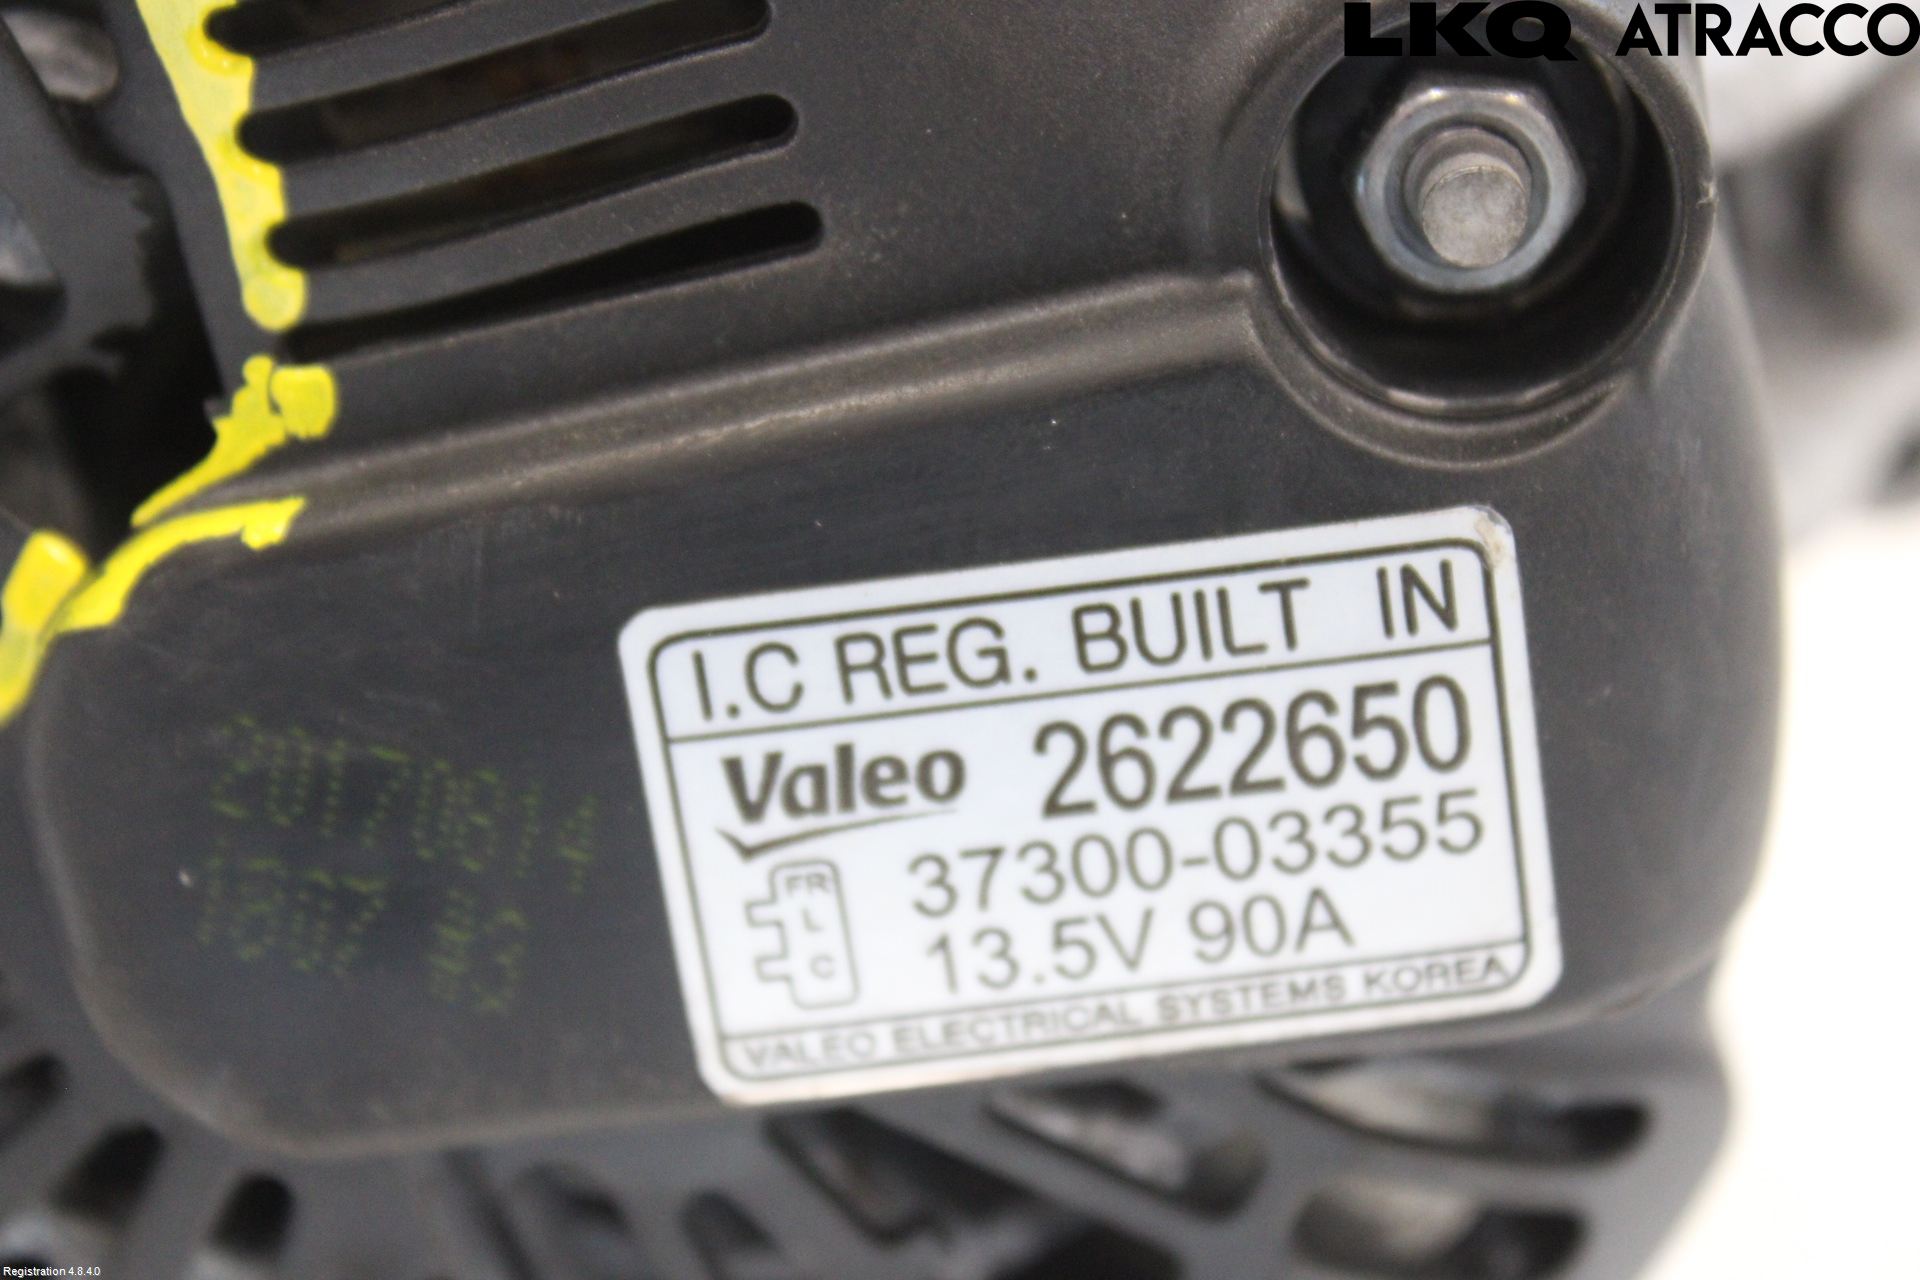 LKQ ATRACCO
I.C REG. BUILT IN
Valeo 2622650
37300-03355
FR
L
C
13.5V 90A
VALEO ELECTRICAL SYSTEMS KOREA
20170814
Registration 4.8.4.0